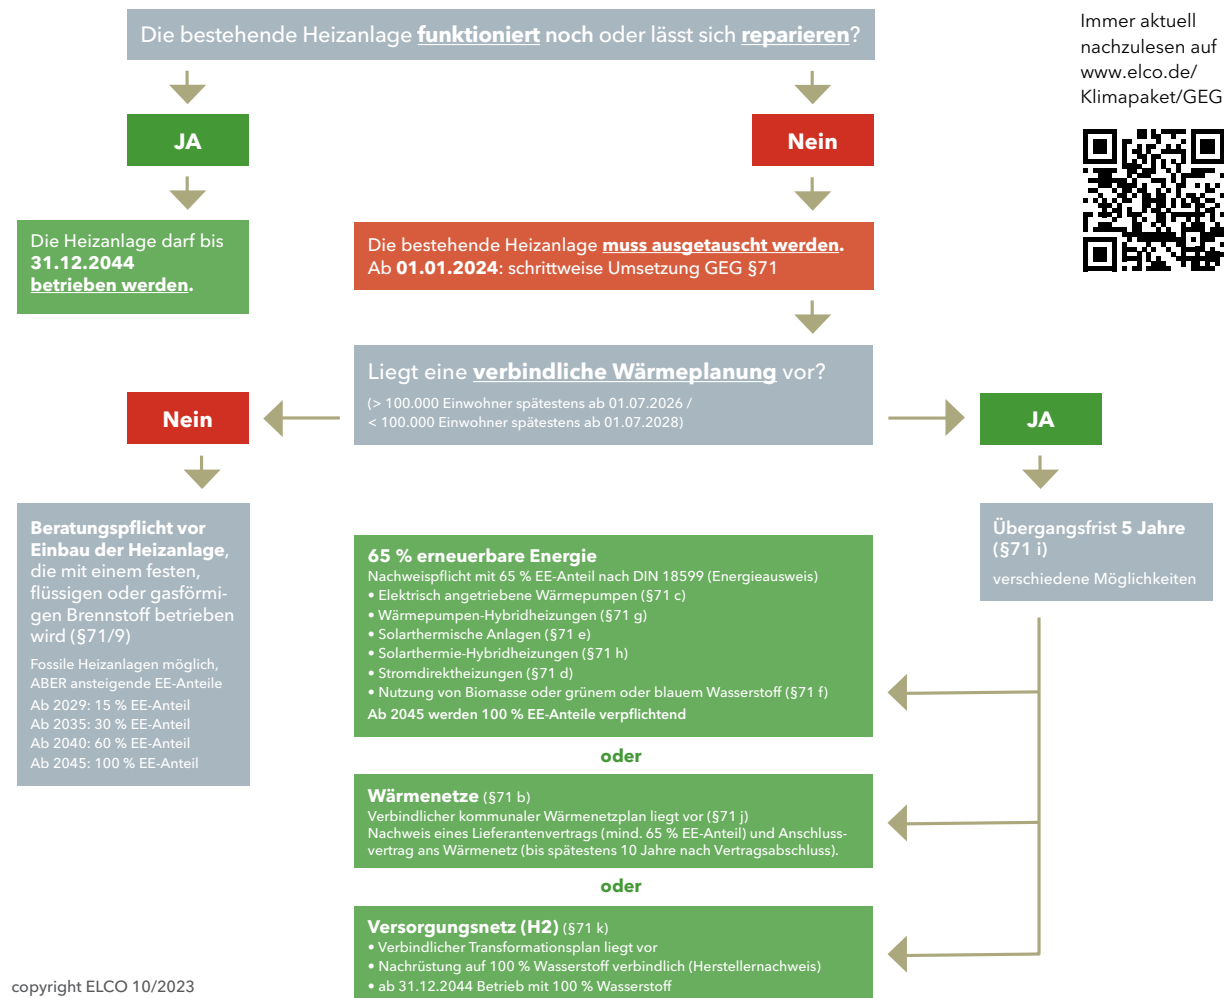 Die bestehende Heizanlage funktioniert noch oder lässt sich reparieren?
Immer aktuell
nachzulesen auf
www.elco.de/
Klimapaket/GEG
JA
Nein
Die Heizanlage darf bis
31.12.2044
betrieben werden.
Die bestehende Heizanlage muss ausgetauscht werden.
Ab 01.01.2024: schrittweise Umsetzung GEG §71
Liegt eine verbindliche Wärmeplanung vor?
(> 100.000 Einwohner spätestens ab 01.07.2026 /
< 100.000 Einwohner spätestens ab 01.07.2028)
Nein
JA
Beratungspflicht vor
Einbau der Heizanlage,
die mit einem festen,
flüssigen oder gasförmi-
gen Brennstoff betrieben
wird (§71/9)
Fossile Heizanlagen möglich,
ABER ansteigende EE-Anteile
Ab 2029: 15 % EE-Anteil
Ab 2035: 30 % EE-Anteil
Ab 2040: 60 % EE-Anteil
Ab 2045: 100 % EE-Anteil
Übergangsfrist 5 Jahre
(§71 i)
verschiedene Möglichkeiten
65 % erneuerbare Energie
Nachweispflicht mit 65 % EE-Anteil nach DIN 18599 (Energieausweis)
• Elektrisch angetriebene Wärmepumpen (§71 c)
• Wärmepumpen-Hybridheizungen (§71 g)
• Solarthermische Anlagen (§71 e)
• Solarthermie-Hybridheizungen (§71 h)
• Stromdirektheizungen (§71 d)
• Nutzung von Biomasse oder grünem oder blauem Wasserstoff (§71 f)
Ab 2045 werden 100 % EE-Anteile verpflichtend
oder
Wärmenetze (§71 b)
Verbindlicher kommunaler Wärmenetzplan liegt vor (§71 j)
Nachweis eines Lieferantenvertrags (mind. 65 % EE-Anteil) und Anschluss-
vertrag ans Wärmenetz (bis spätestens 10 Jahre nach Vertragsabschluss).
oder
Versorgungsnetz (H2) (§71 k)
• Verbindlicher Transformationsplan liegt vor
• Nachrüstung auf 100 % Wasserstoff verbindlich (Herstellernachweis)
• ab 31.12.2044 Betrieb mit 100 % Wasserstoff
copyright ELCO 10/2023